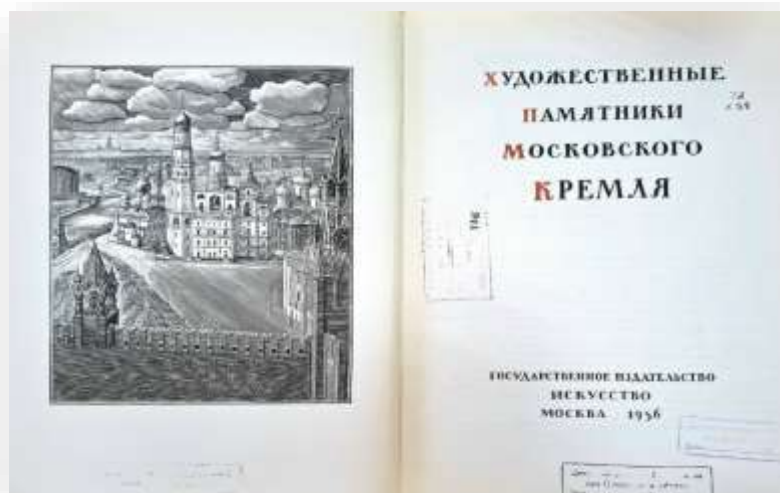 ХУДОЖЕСТВЕННЫЕ
ПАМЯТНИКИ
МОСКОВСКОГО
КРЕМЛЯ
ГОСУДАРСТВЕННОЕ ИЗДАТЕЛЬСТВО
ИСКУССТВО
МОСКВА 1956